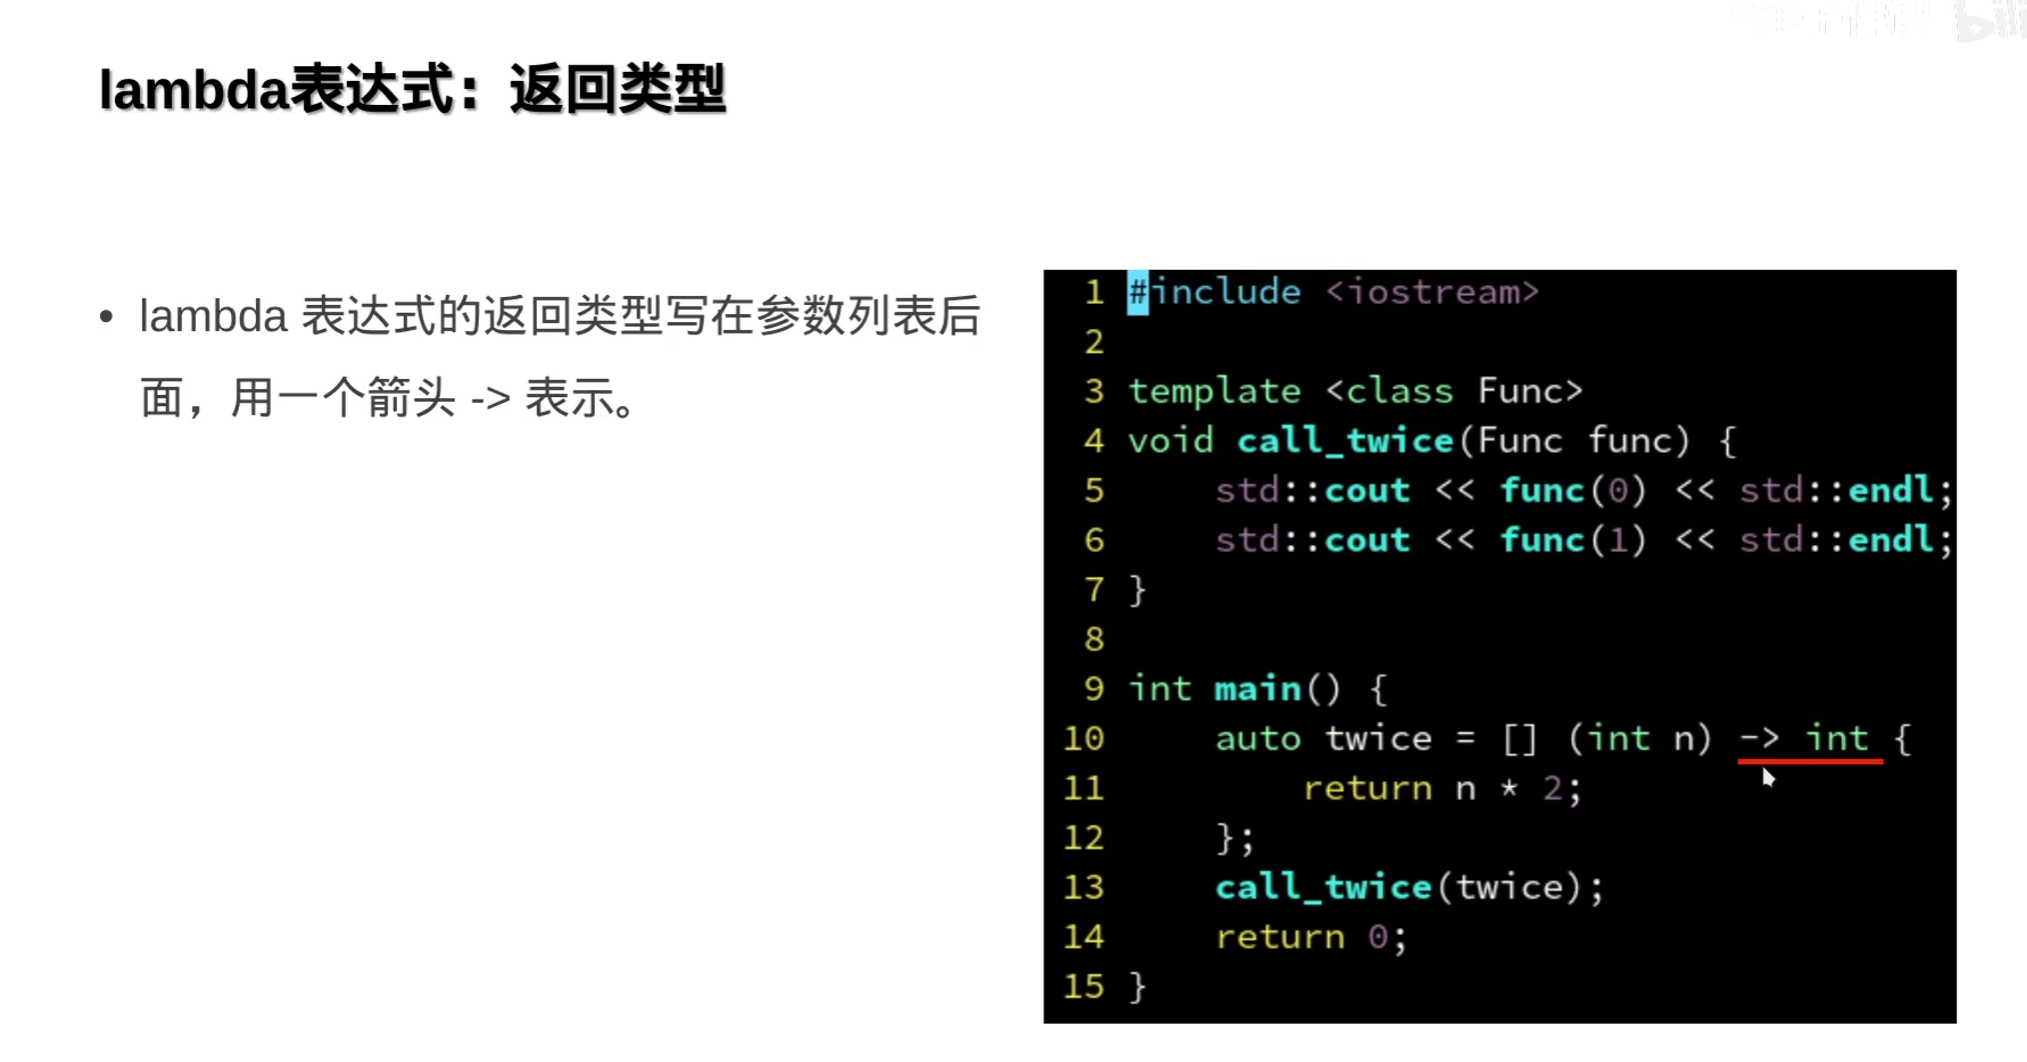 lambda表达式：返回类型
• lambda 表达式的返回类型写在参数列表后
面，用一个箭头 -> 表示。
1 #include <iostream>
2
3 template <class Func>
4 void call_twice(Func func) {
5     std::cout << func(0) << std::endl;
6     std::cout << func(1) << std::endl;
7 }
8
9 int main() {
10     auto twice = [] (int n) -> int {
11         return n * 2;
12     };
13     call_twice(twice);
14     return 0;
15 }